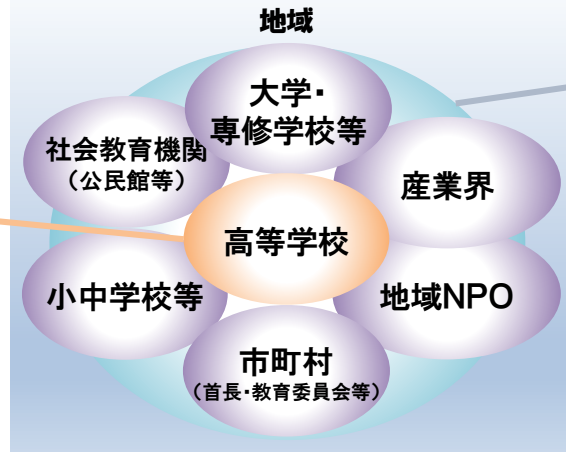 地域
大学・
専修学校等
社会教育機関
（公民館等）
産業界
高等学校
小中学校等
地域NPO
市町村
（首長・教育委員会等）